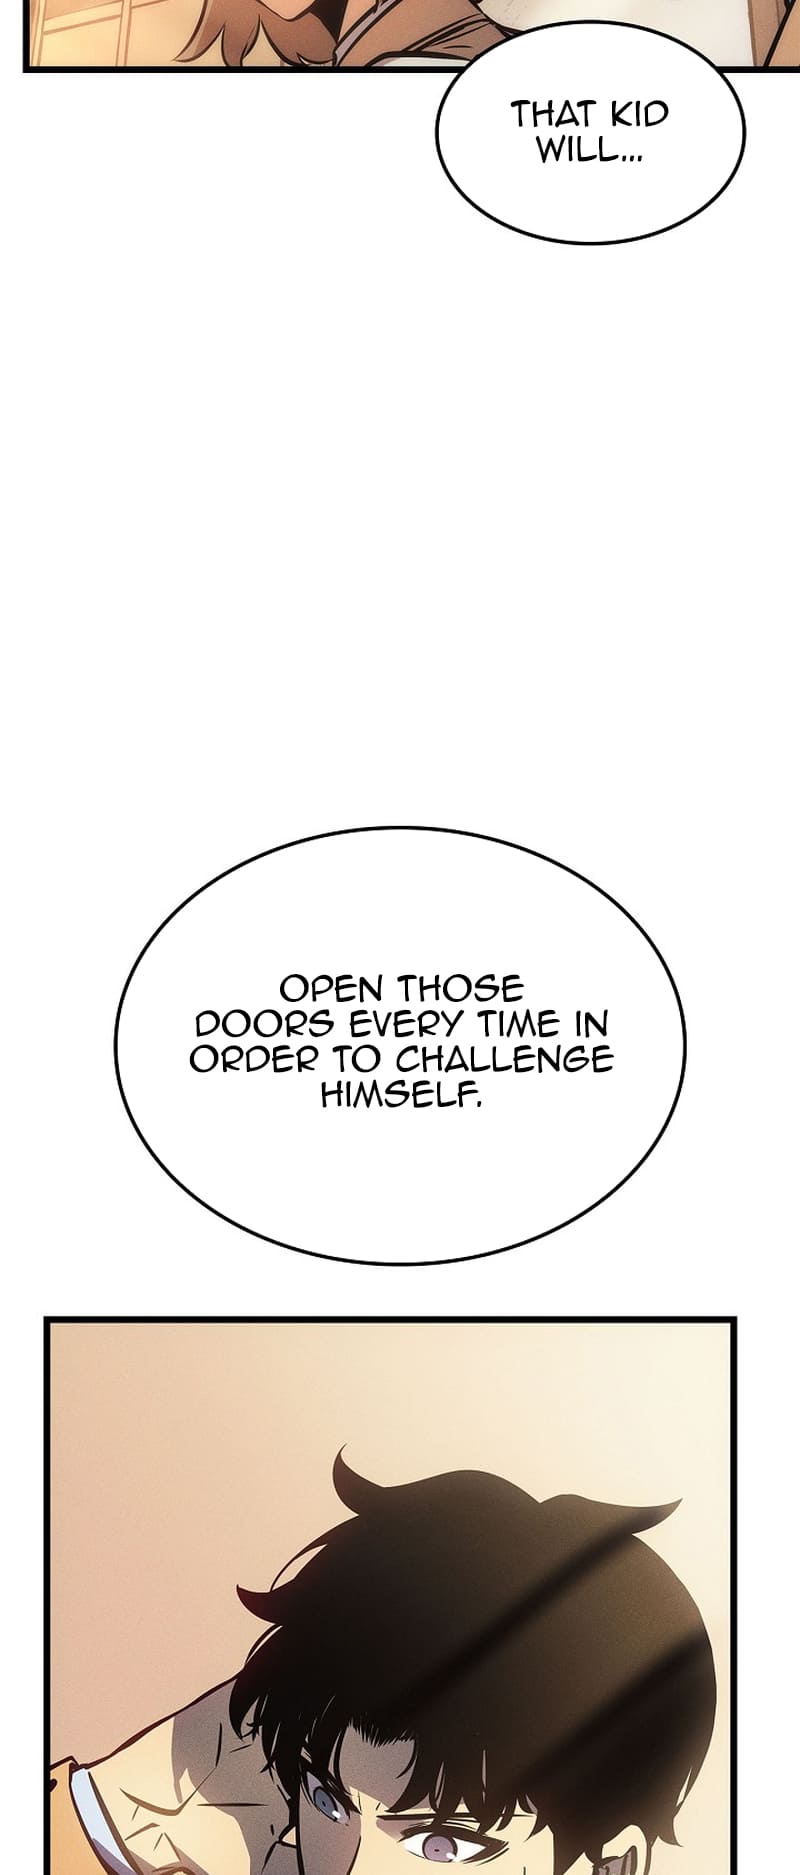 THAT KID
WILL...
OPEN THOSE
DOORS EVERY TIME IN
ORDER TO CHALLENGE
HIMSELF.